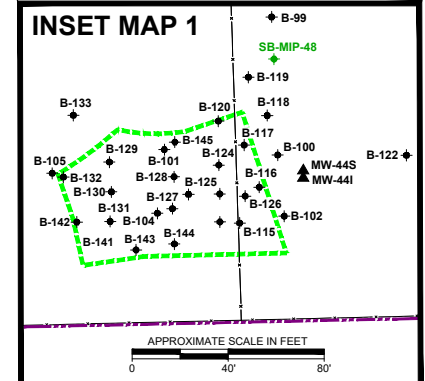 INSET MAP 1
B-99
SB-MIP-48
B-119
B-133
B-120
B-118
B-145
B-117
B-129
B-101
B-100
B-122
B-105
B-132
B-128
B-124
MW-44S
MW-44I
B-130
B-125
B-116
B-127
B-126
B-142
B-131
B-104
B-102
B-115
B-141
B-143
B-144
APPROXIMATE SCALE IN FEET
0 40' 80'